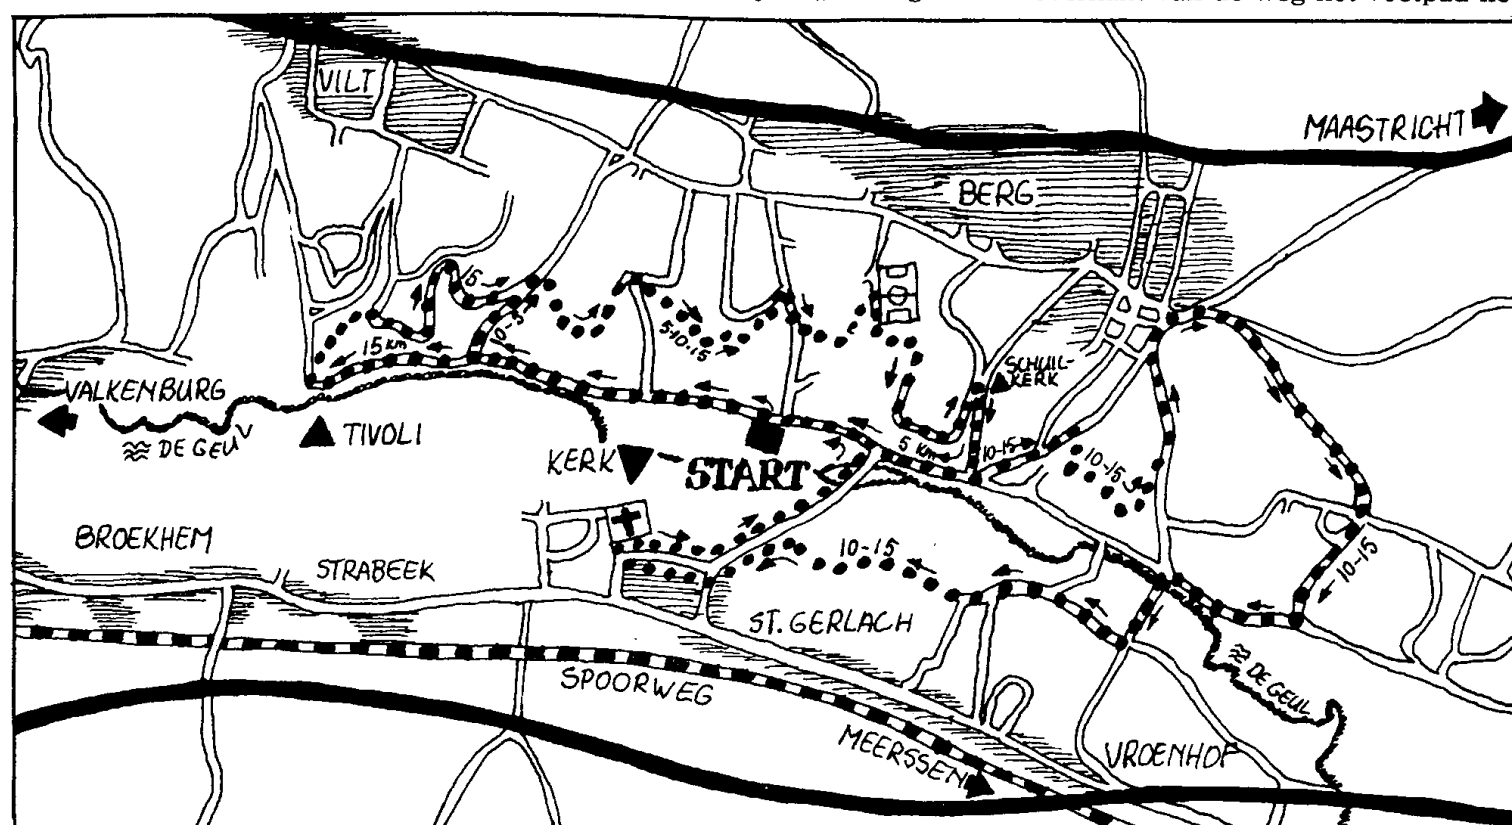 VILT
MAASTRICHT
BERG
15
10-5
5-10-15
15 km
SCHUIL-
KERK
VALKENBURG
DE GEUL
TIVOLI
KERK
START
5 km
10-15
10-15
10-15
BROEKHEM
STRABEEK
10-15
ST. GERLACH
SPOORWEG
DE GEUL
MEERSSEN
VROENHOF